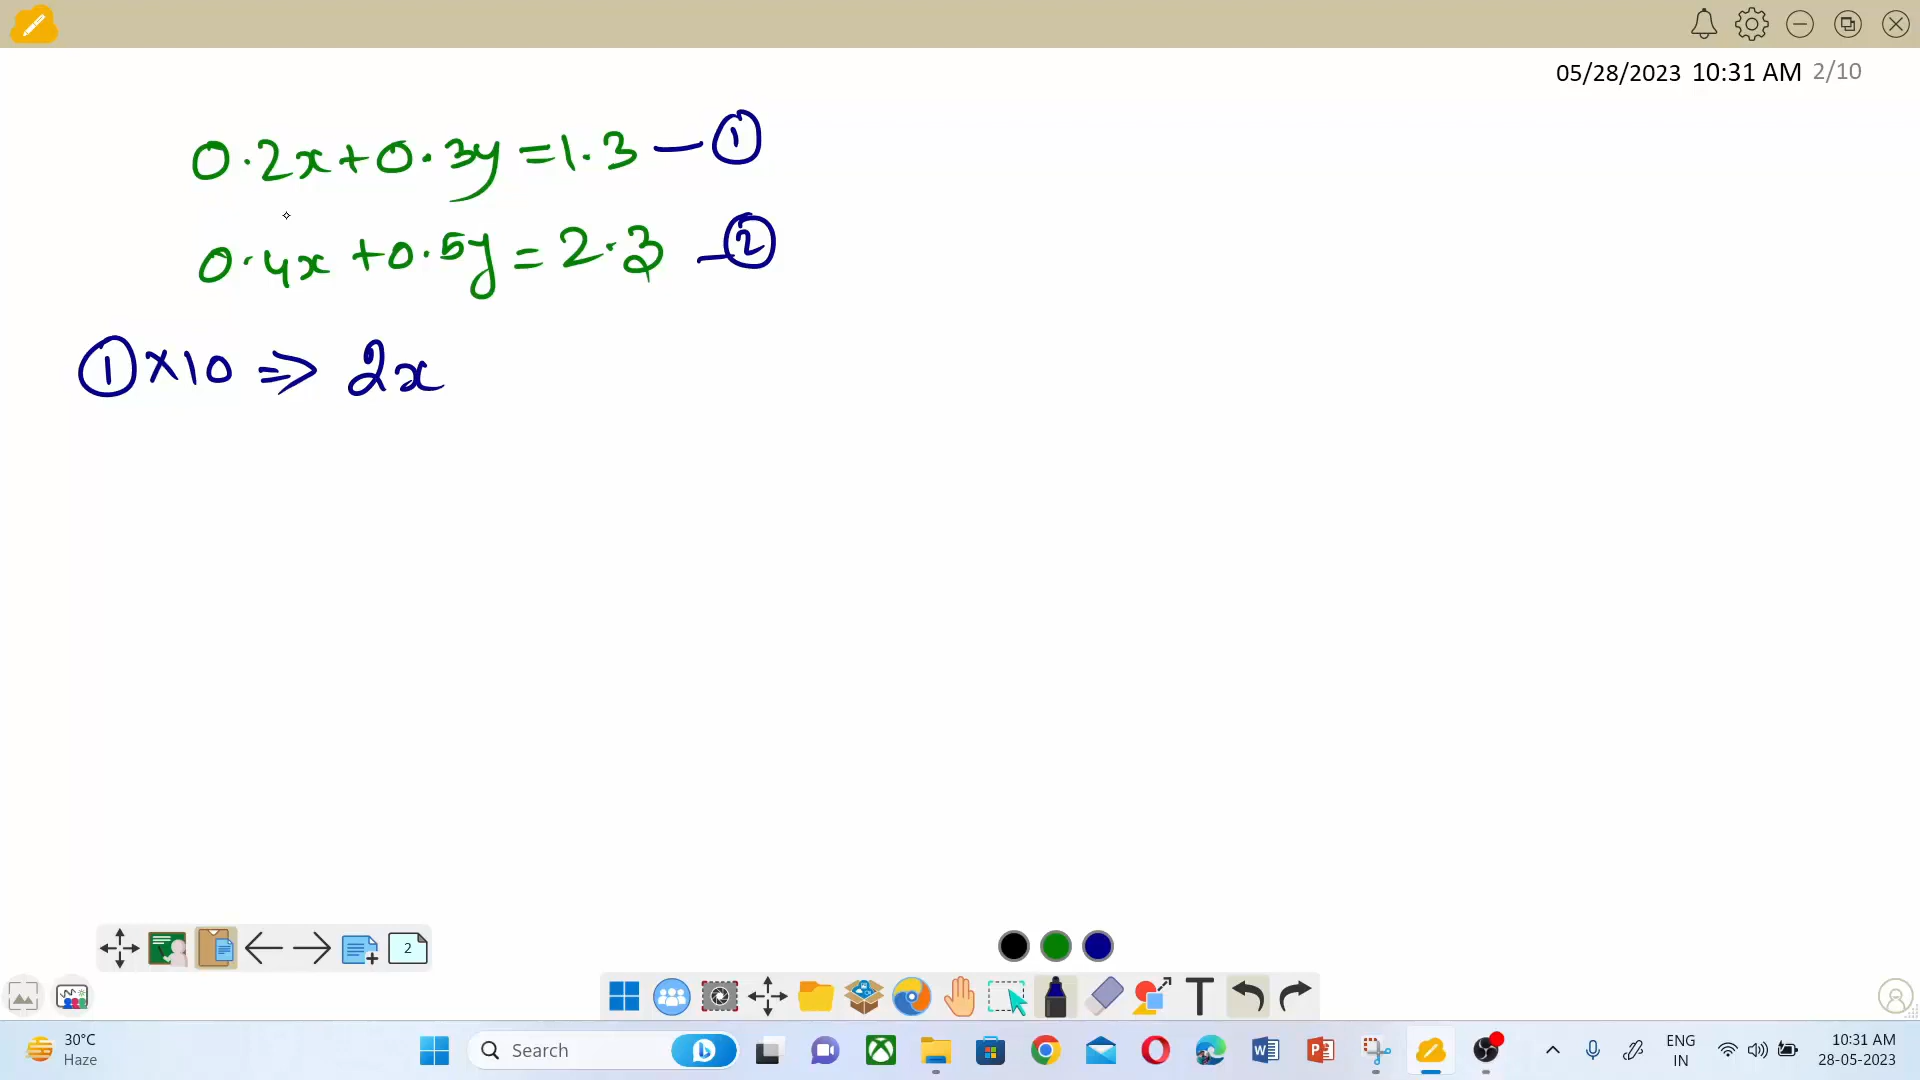 05/28/2023 10:31 AM 2/10
0.2x+0.3y=1.3 — ①
0.4x+0.5y=2.3 — ②
①×10 ⇒ 2x
2
T
30°C
Haze
Search
ENG
IN
10:31 AM
28-05-2023